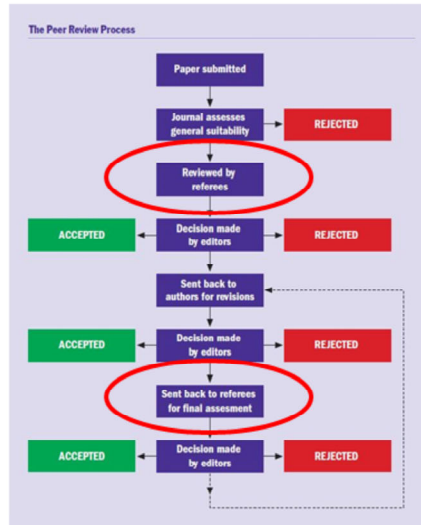 The Peer Review Process
Paper submitted
Journal assesses
general suitability
REJECTED
Reviewed by
referees
ACCEPTED
Decision made
by editors
REJECTED
Sent back to
authors for revisions
ACCEPTED
Decision made
by editors
REJECTED
Sent back to referees
for final assesment
ACCEPTED
Decision made
by editors
REJECTED